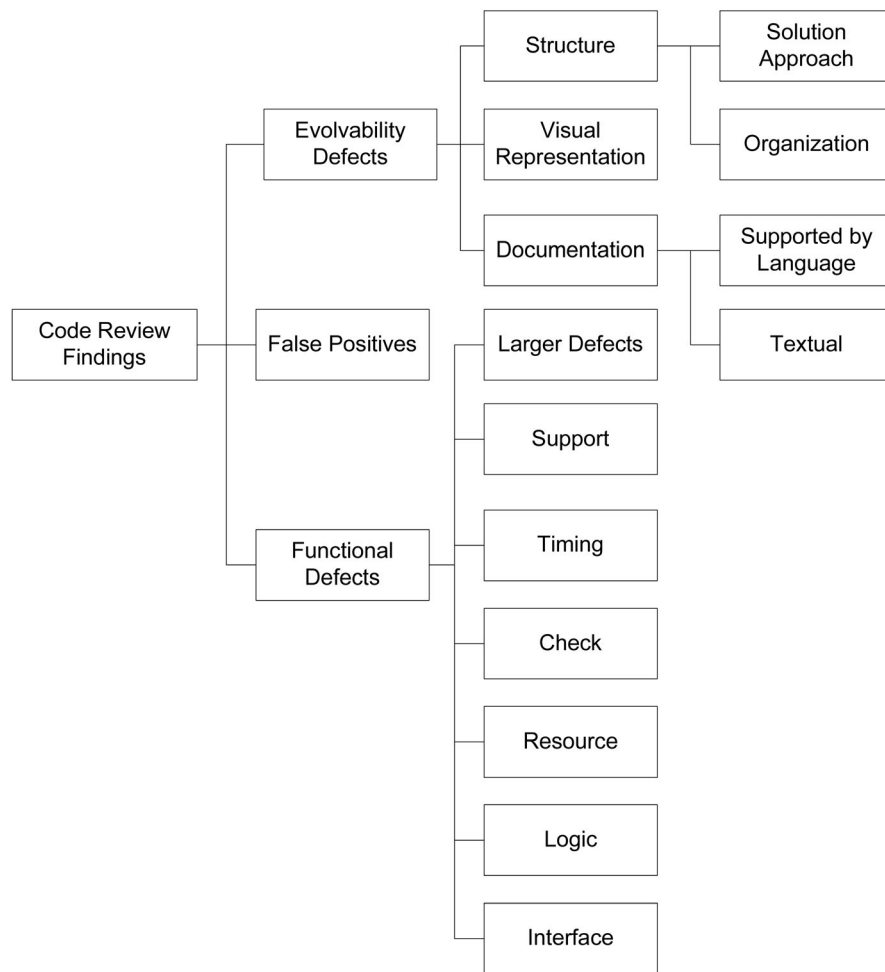 Structure
Solution
Approach
Evolvability
Defects
Visual
Representation
Organization
Documentation
Supported by
Language
Code Review
Findings
False Positives
Larger Defects
Textual
Support
Functional
Defects
Timing
Check
Resource
Logic
Interface